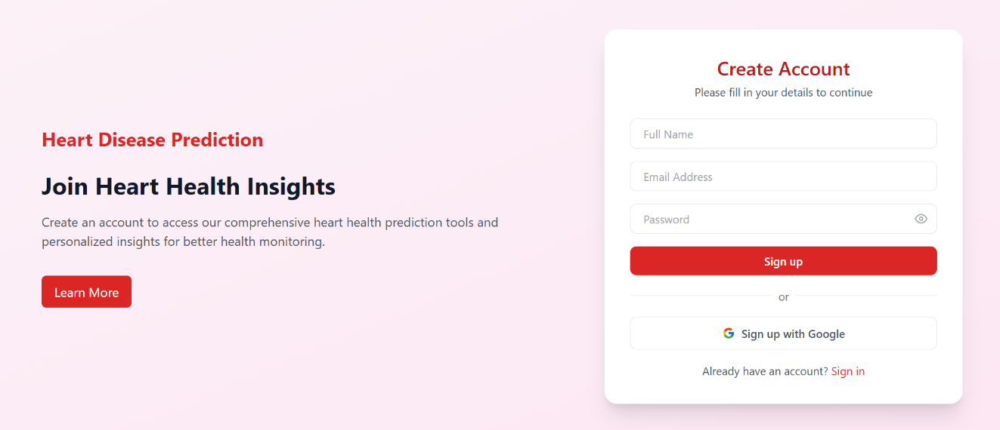 Heart Disease Prediction
Join Heart Health Insights
Create an account to access our comprehensive heart health prediction tools and
personalized insights for better health monitoring.
Learn More
Create Account
Please fill in your details to continue
Full Name
Email Address
Password
Sign up
or
Sign up with Google
Already have an account? Sign in